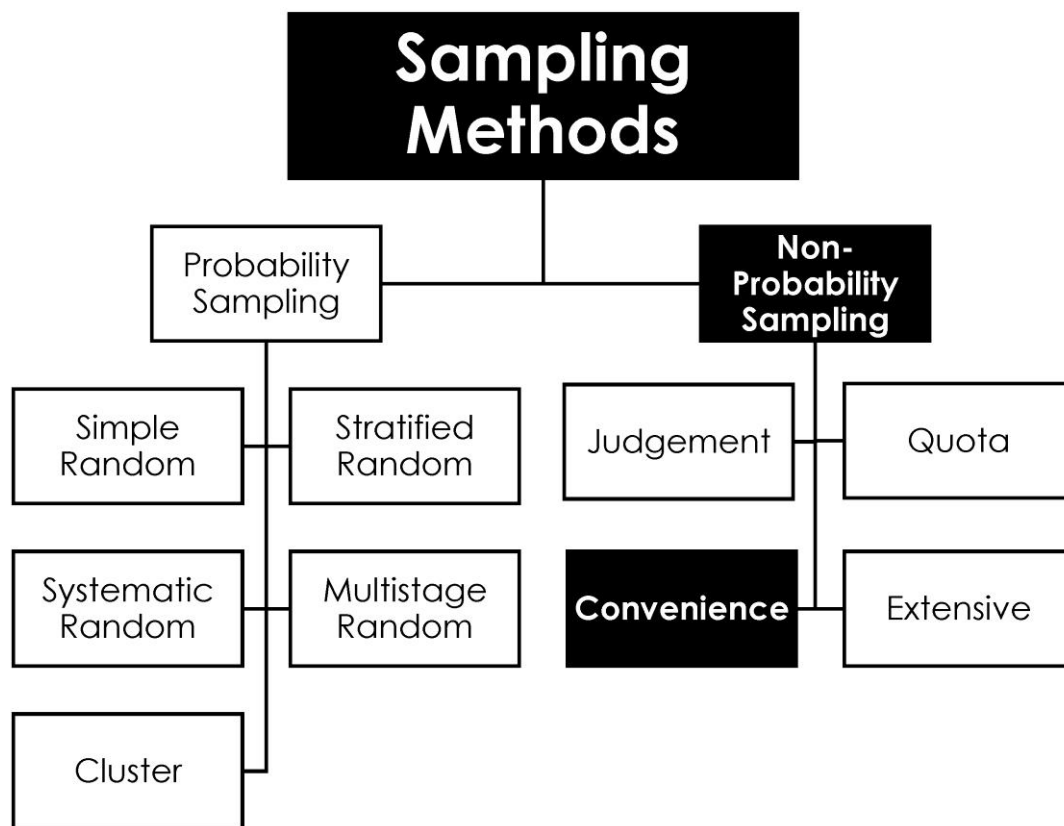 Sampling
Methods
Probability
Sampling
Non-
Probability
Sampling
Simple
Random
Stratified
Random
Judgement
Quota
Systematic
Random
Multistage
Random
Convenience
Extensive
Cluster